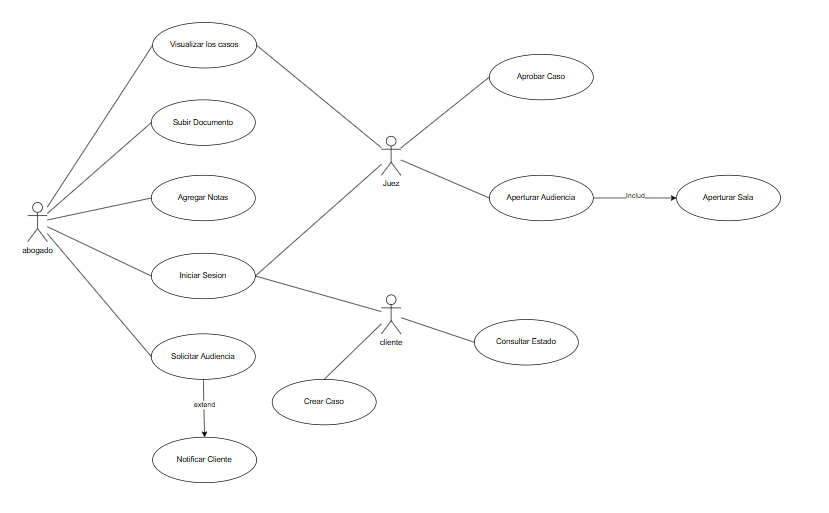 Visualizar los casos
Aprobar Caso
Subir Documento
Juez
Agregar Notas
Aperturar Audiencia
Includ
Aperturar Sala
abogado
Iniciar Sesion
cliente
Consultar Estado
Solicitar Audiencia
extend
Crear Caso
Notificar Cliente